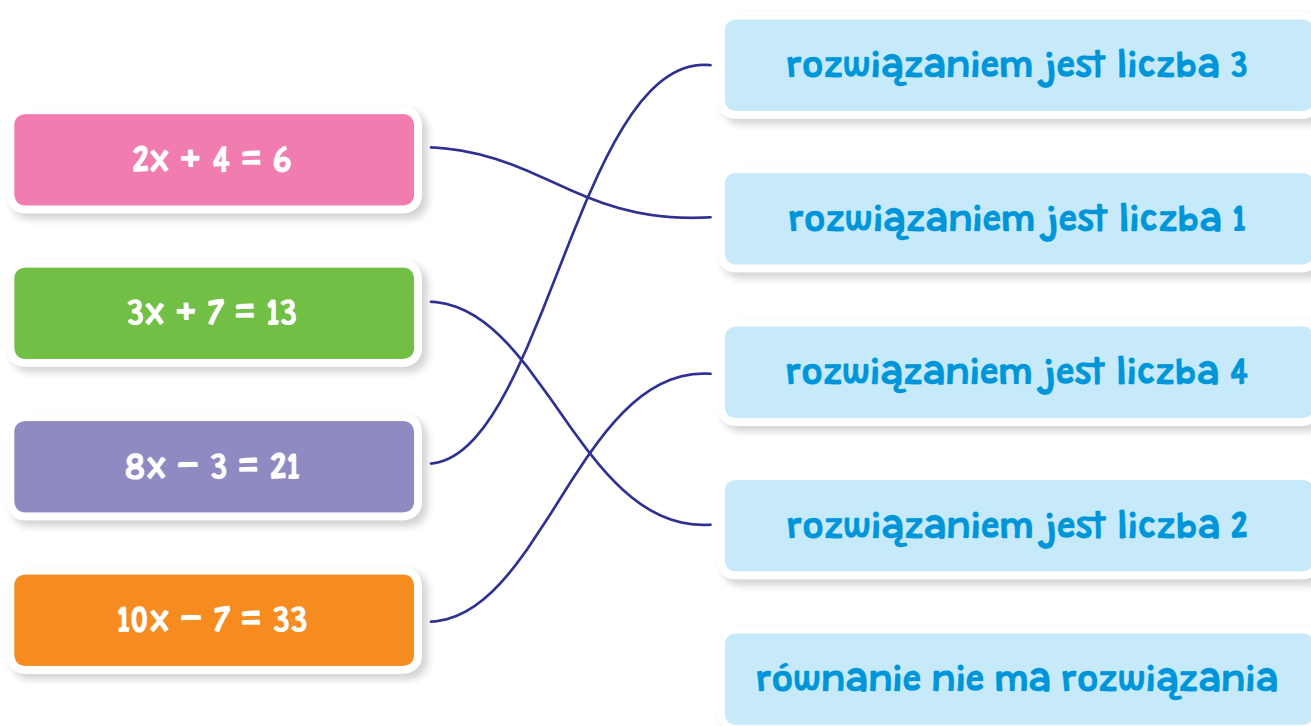 2x + 4 = 6
3x + 7 = 13
8x − 3 = 21
10x − 7 = 33
rozwiązaniem jest liczba 3
rozwiązaniem jest liczba 1
rozwiązaniem jest liczba 4
rozwiązaniem jest liczba 2
równanie nie ma rozwiązania